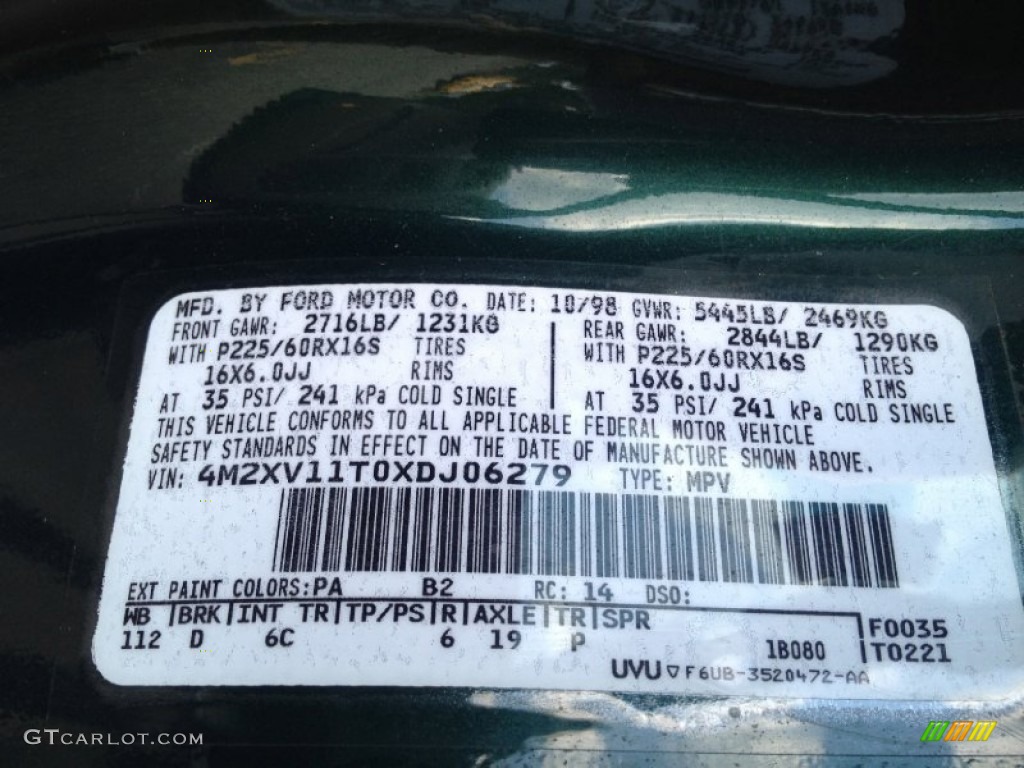 MFD. BY FORD MOTOR CO. DATE: 10/98 GVWR: 5445LB/ 2469KG
FRONT GAWR: 2716LB/ 1231KG REAR GAWR: 2844LB/ 1290KG
WITH P225/60RX16S TIRES WITH P225/60RX16S TIRES
16X6.0JJ RIMS 16X6.0JJ RIMS
AT 35 PSI/ 241 kPa COLD SINGLE AT 35 PSI/ 241 kPa COLD SINGLE
THIS VEHICLE CONFORMS TO ALL APPLICABLE FEDERAL MOTOR VEHICLE
SAFETY STANDARDS IN EFFECT ON THE DATE OF MANUFACTURE SHOWN ABOVE.
VIN: 4M2XV11T0XDJ06279 TYPE: MPV
EXT PAINT COLORS:PA B2 RC: 14 DSO:
WB |BRK|INT TR|TP/PS|R|AXLE|TR|SPR F0035
112 D 6C 6 19 P 1B080 T0221
UVU ▽ F6UB-3520472-AA
GTCARLOT.COM